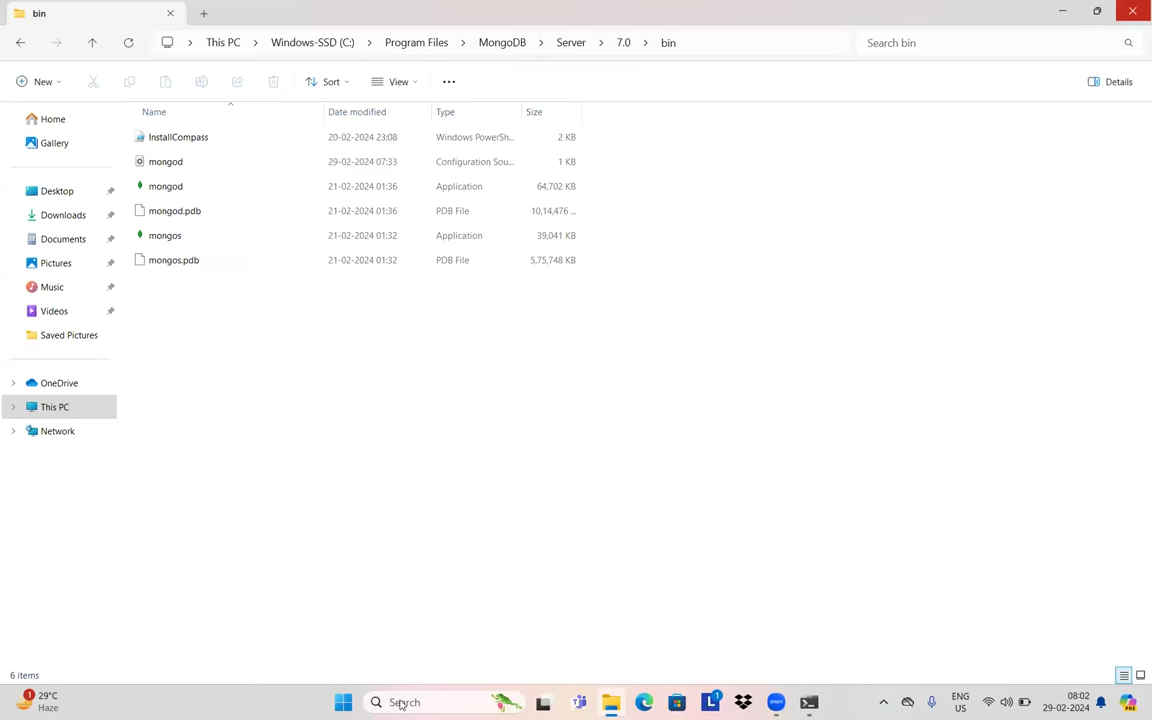 bin
This PC > Windows-SSD (C:) > Program Files > MongoDB > Server > 7.0 > bin
Search bin
New
Sort
View
Details
Name Date modified Type Size
Home
Gallery
Desktop
Downloads
Documents
Pictures
Music
Videos
Saved Pictures
OneDrive
This PC
Network
InstallCompass 20-02-2024 23:08 Windows PowerSh... 2 KB
mongod 29-02-2024 07:33 Configuration Sou... 1 KB
mongod 21-02-2024 01:36 Application 64,702 KB
mongod.pdb 21-02-2024 01:36 PDB File 10,14,476 ...
mongos 21-02-2024 01:32 Application 39,041 KB
mongos.pdb 21-02-2024 01:32 PDB File 5,75,748 KB
6 items
1
29°C
Haze
Search
L
1
ENG
US
08:02
29-02-2024
PRE